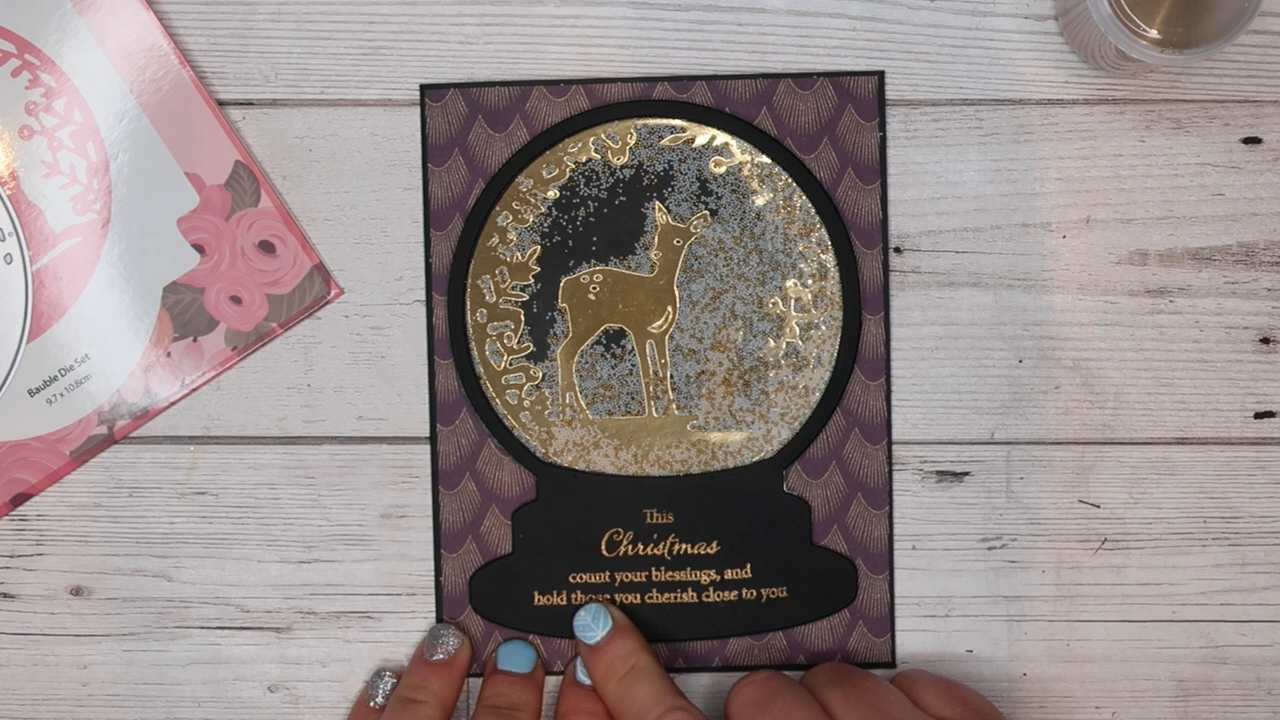 This
Christmas
count your blessings, and
hold those you cherish close to you
Bauble Die Set
9.7 x 10.8cm